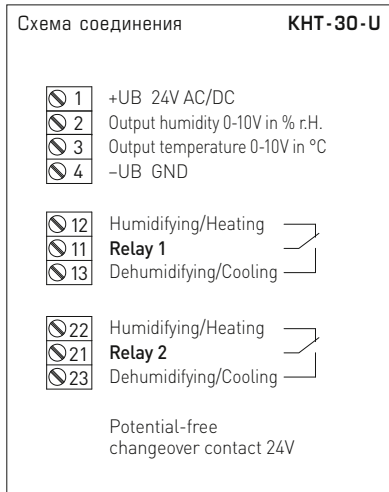 Схема соединения KHT-30-U
1 +UB 24V AC/DC
2 Output humidity 0-10V in % r.H.
3 Output temperature 0-10V in °C
4 –UB GND
12 Humidifying/Heating
11 Relay 1
13 Dehumidifying/Cooling
22 Humidifying/Heating
21 Relay 2
23 Dehumidifying/Cooling
Potential-free
changeover contact 24V